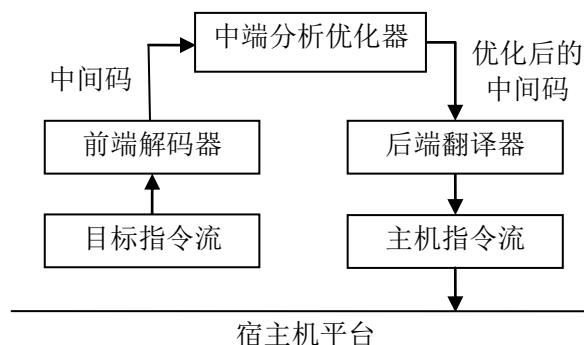 中端分析优化器
中间码
优化后的
中间码
前端解码器
后端翻译器
目标指令流
主机指令流
宿主机平台